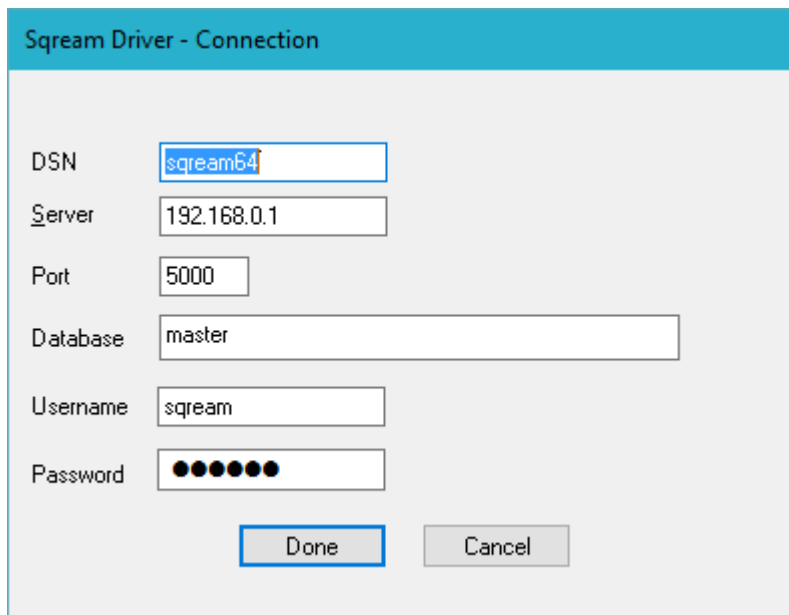 Sqream Driver - Connection
DSN sqream64
Server 192.168.0.1
Port 5000
Database master
Username sqream
Password ●●●●●●
Done Cancel